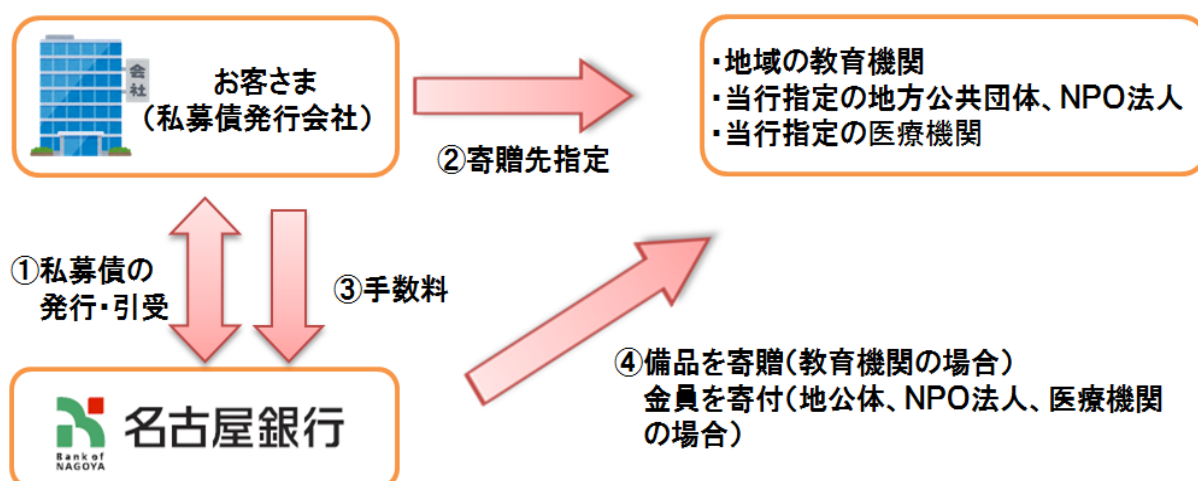 会社
お客さま
(私募債発行会社)
・地域の教育機関
・当行指定の地方公共団体、NPO法人
・当行指定の医療機関
②寄贈先指定
①私募債の
発行・引受
③手数料
④備品を寄贈(教育機関の場合)
金員を寄付(地公体、NPO法人、医療機関
の場合)
名古屋銀行
Bank of
NAGOYA